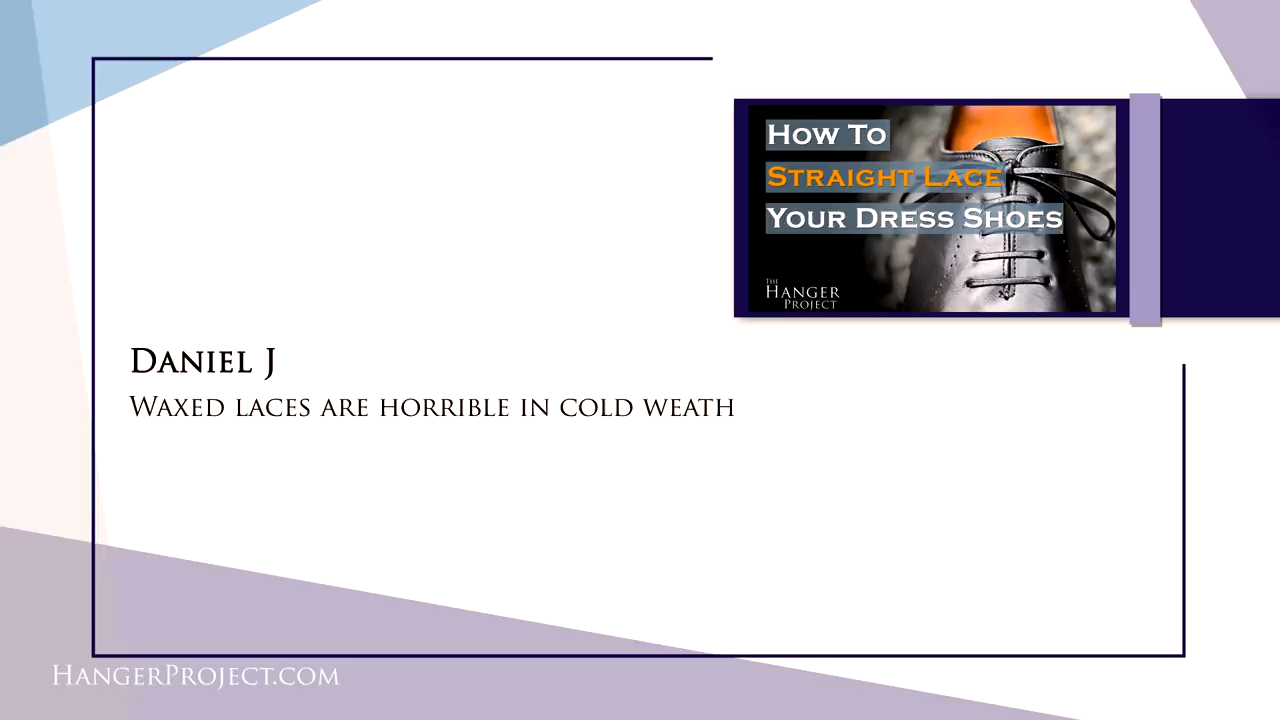 How To
Straight Lace
Your Dress Shoes
The
Hanger
Project
Daniel J
Waxed laces are horrible in cold weath
HangerProject.com